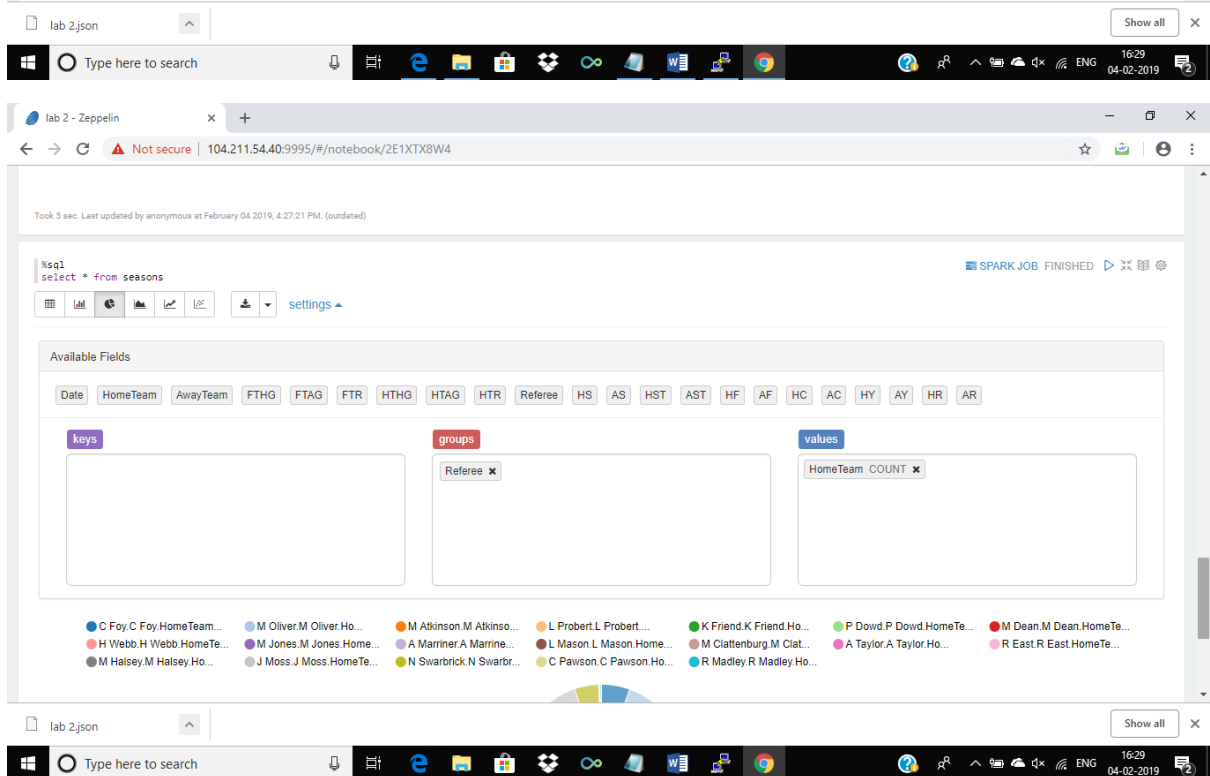 lab 2.json
Show all
Type here to search
ENG
16:29
04-02-2019
2
lab 2 - Zeppelin
Not secure | 104.211.54.40:9995/#/notebook/2E1XTX8W4
Took 5 sec. Last updated by anonymous at February 04 2019, 4:27:21 PM. (outdated)
%sql
SPARK JOB FINISHED
select * from seasons
settings
Available Fields
Date HomeTeam AwayTeam FTHG FTAG FTR HTHG HTAG HTR Referee HS AS HST AST HF AF HC AC HY AY HR AR
keys groups values
Referee HomeTeam COUNT
C Foy.C Foy.HomeTeam... M Oliver.M Oliver.Ho... M Atkinson.M Atkinso... L Probert.L Probert.... K Friend.K Friend.Ho... P Dowd.P Dowd.HomeTe... M Dean.M Dean.HomeTe...
H Webb.H Webb.HomeTe... M Jones.M Jones.Home... A Marriner.A Marrine... L Mason.L Mason.Home... M Clattenburg.M Clat... A Taylor.A Taylor.Ho... R East.R East.HomeTe...
M Halsey.M Halsey.Ho... J Moss.J Moss.HomeTe... N Swarbrick.N Swarbr... C Pawson.C Pawson.Ho... R Madley.R Madley.Ho...
lab 2.json
Show all
Type here to search
ENG
16:29
04-02-2019
2